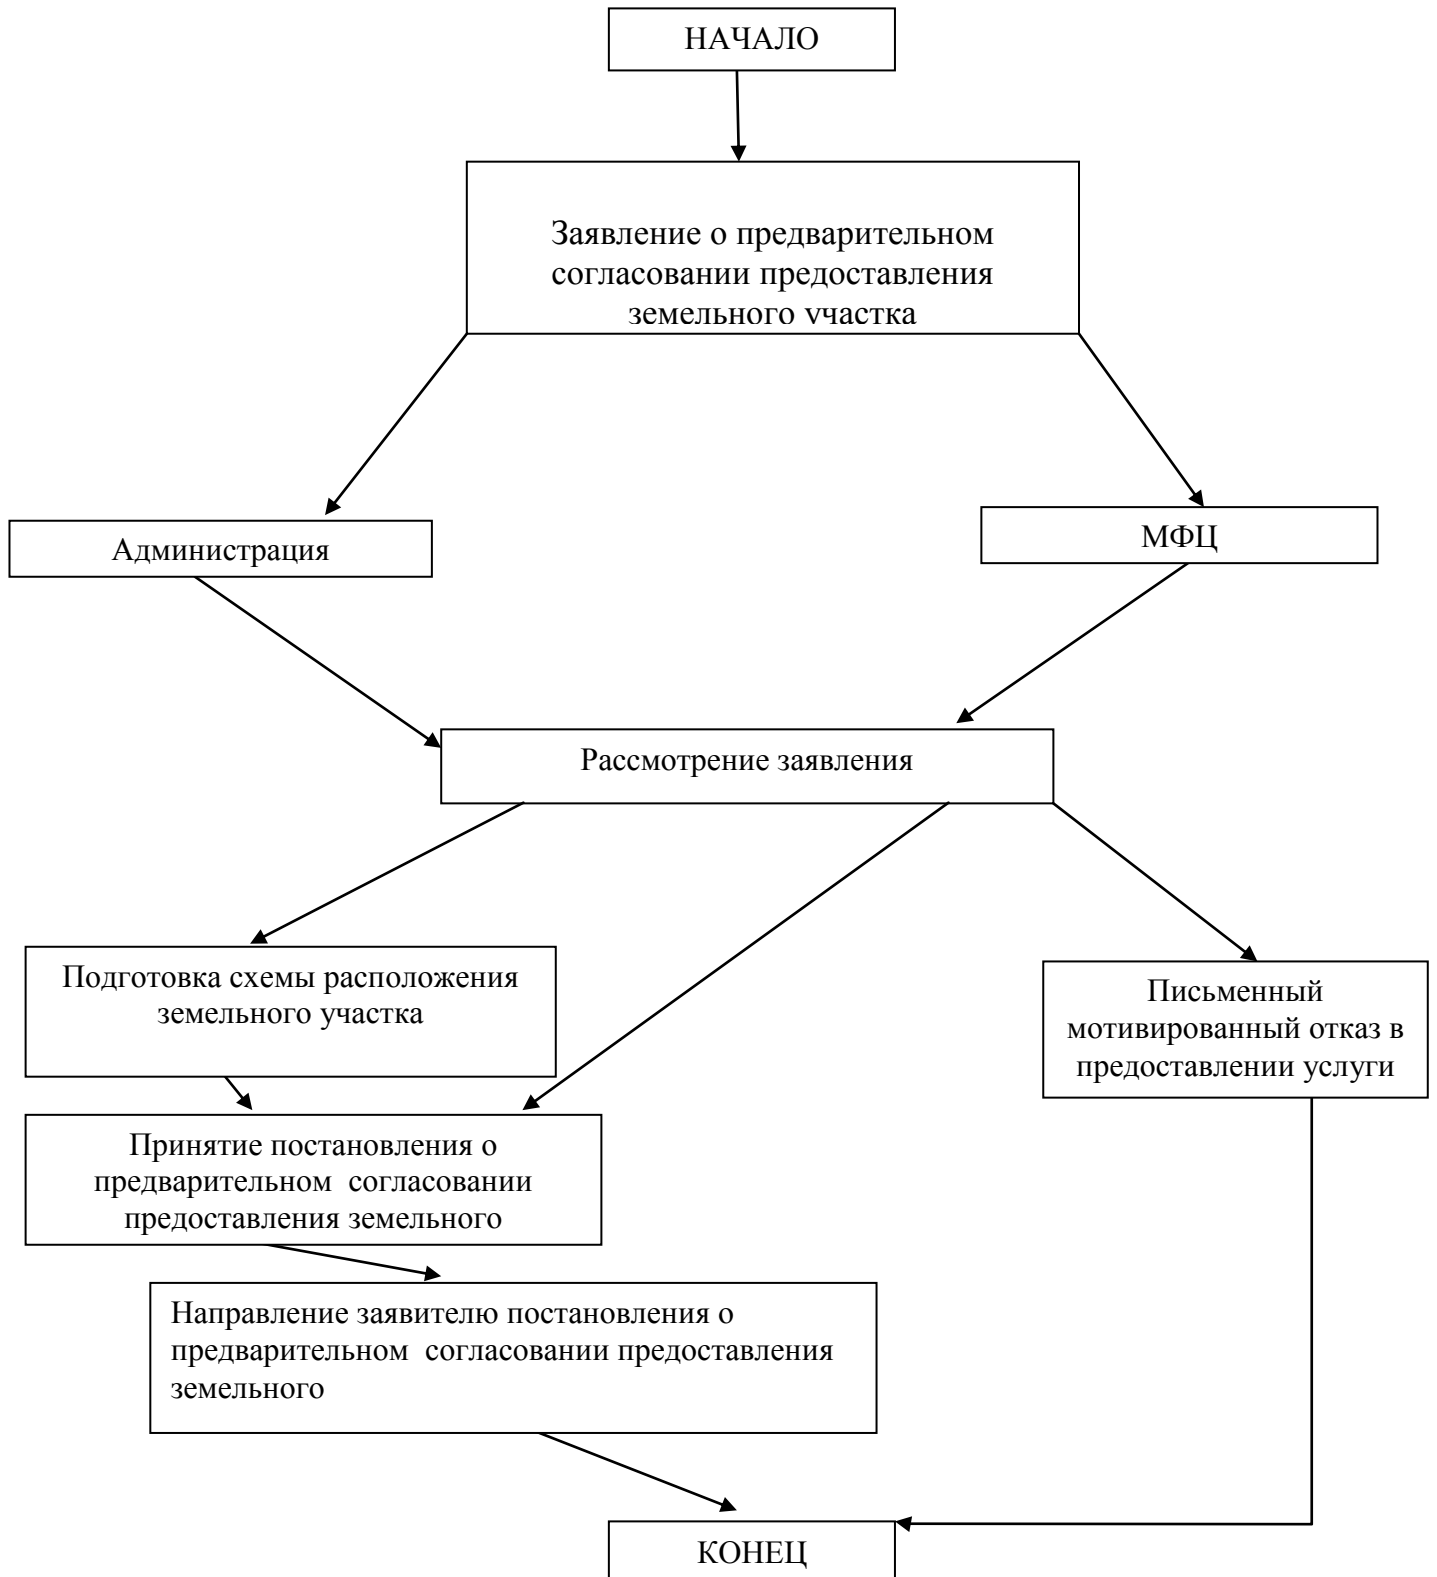 НАЧАЛО
Заявление о предварительном
согласовании предоставления
земельного участка
Администрация
МФЦ
Рассмотрение заявления
Подготовка схемы расположения
земельного участка
Письменный
мотивированный отказ в
предоставлении услуги
Принятие постановления о
предварительном согласовании
предоставления земельного
Направление заявителю постановления о
предварительном согласовании предоставления
земельного
КОНЕЦ